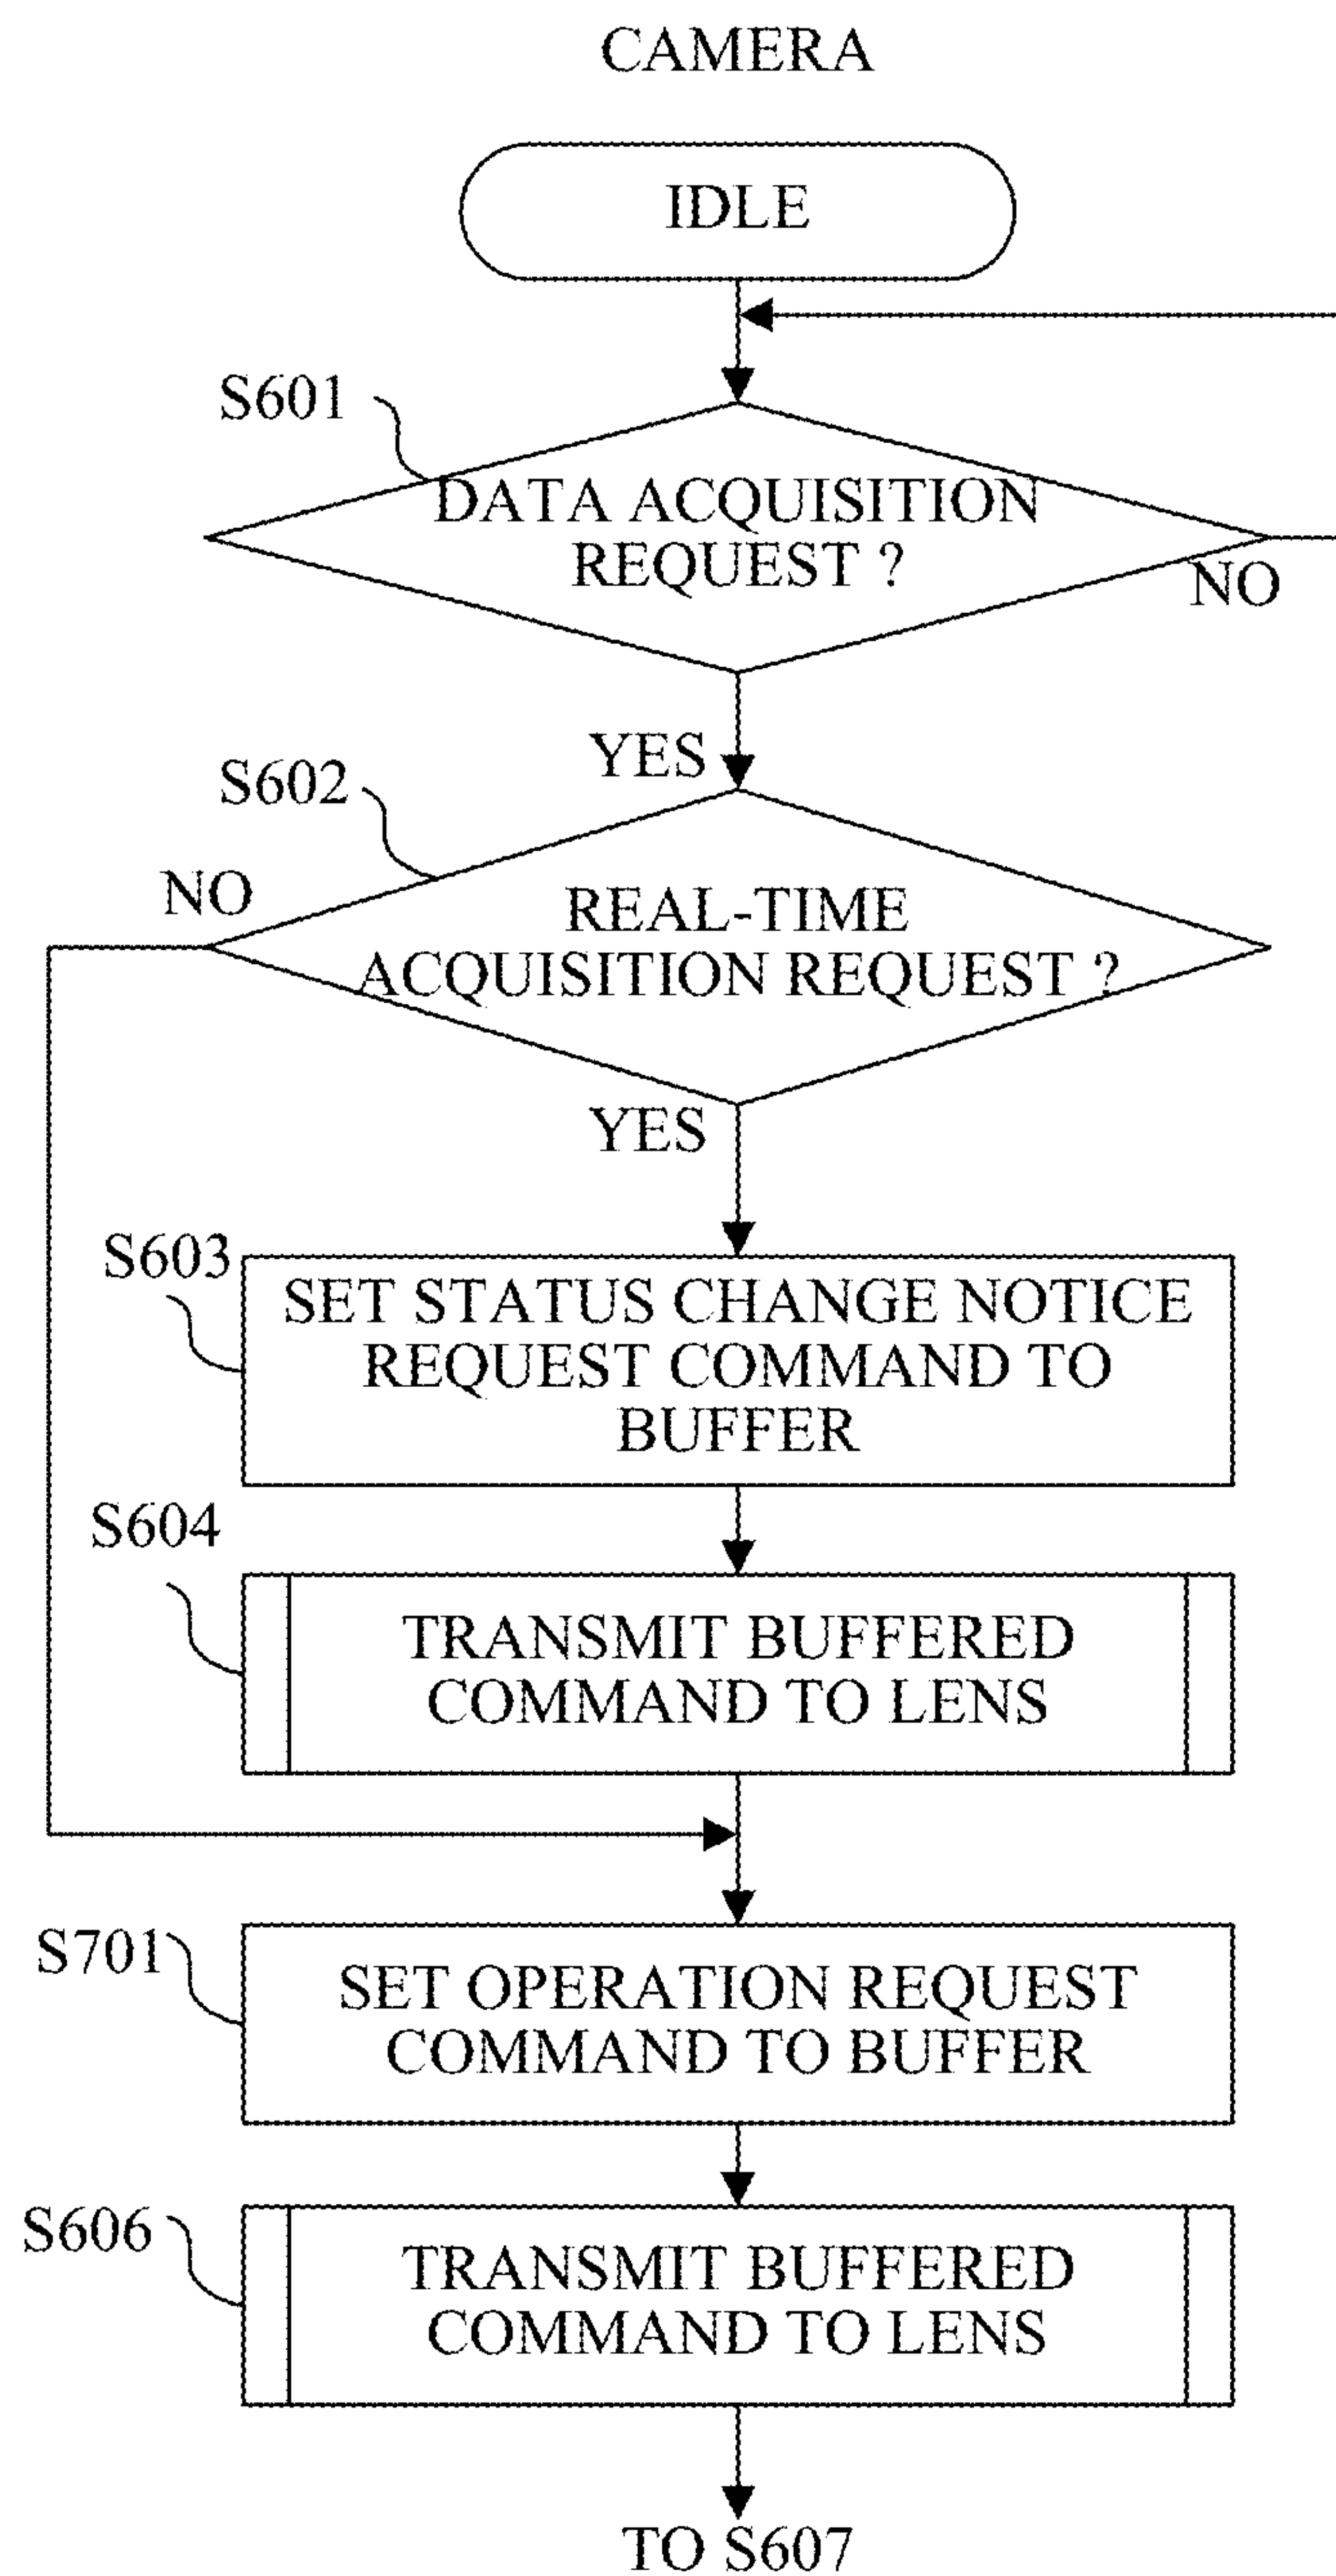 CAMERA
IDLE
S601
DATA ACQUISITION
REQUEST ?
NO
YES
S602
NO
REAL-TIME
ACQUISITION REQUEST ?
YES
S603
SET STATUS CHANGE NOTICE
REQUEST COMMAND TO
BUFFER
S604
TRANSMIT BUFFERED
COMMAND TO LENS
S701
SET OPERATION REQUEST
COMMAND TO BUFFER
S606
TRANSMIT BUFFERED
COMMAND TO LENS
TO S607